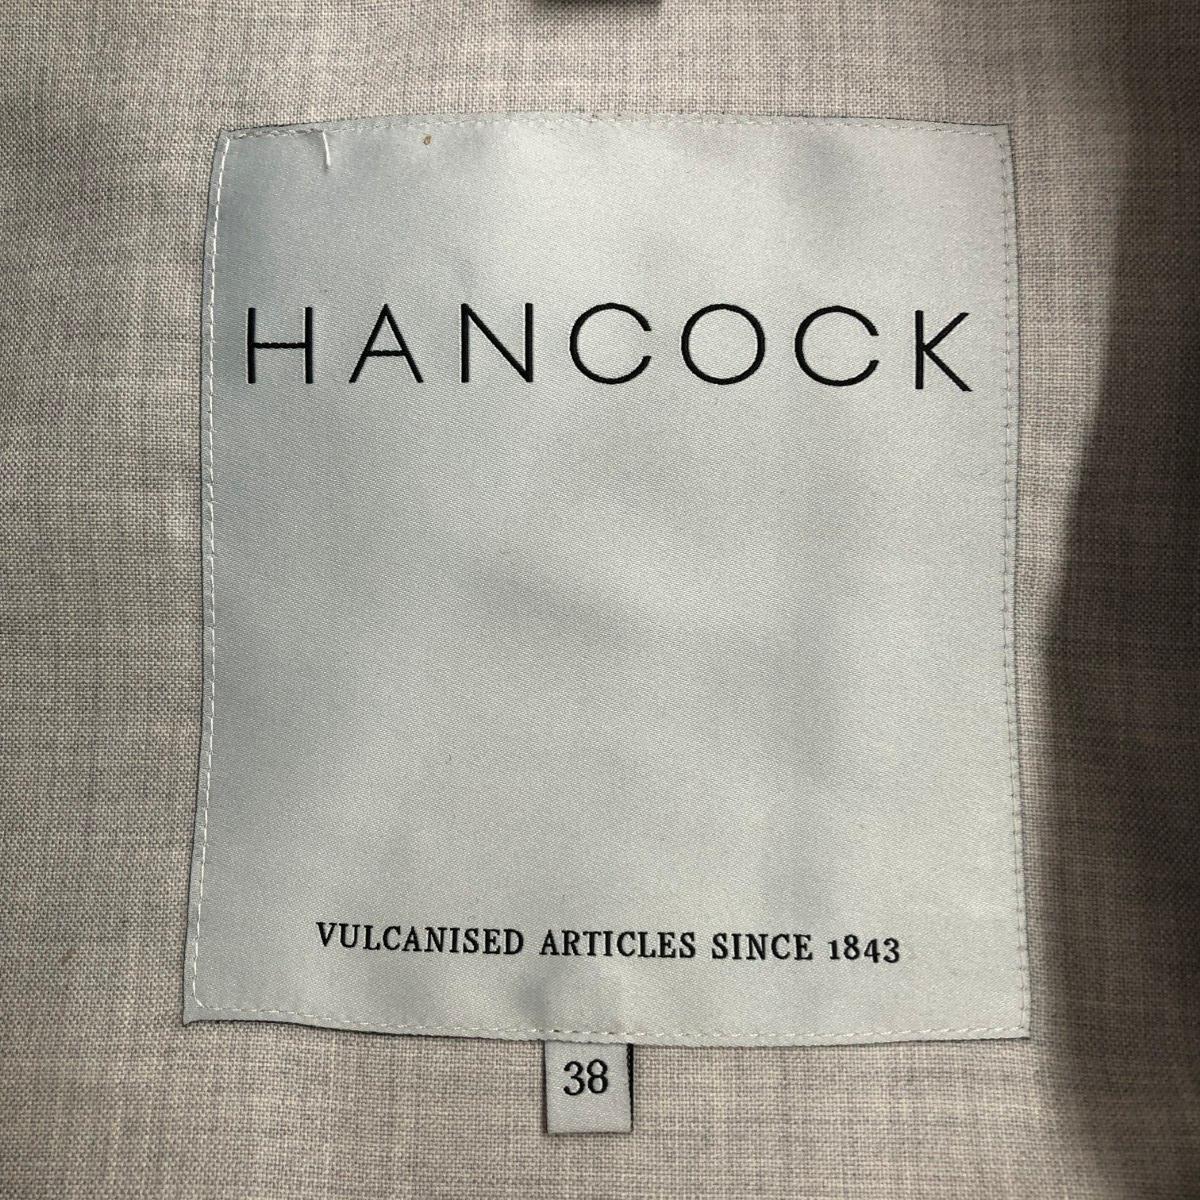 HANCOCK
VULCANISED ARTICLES SINCE 1843
38